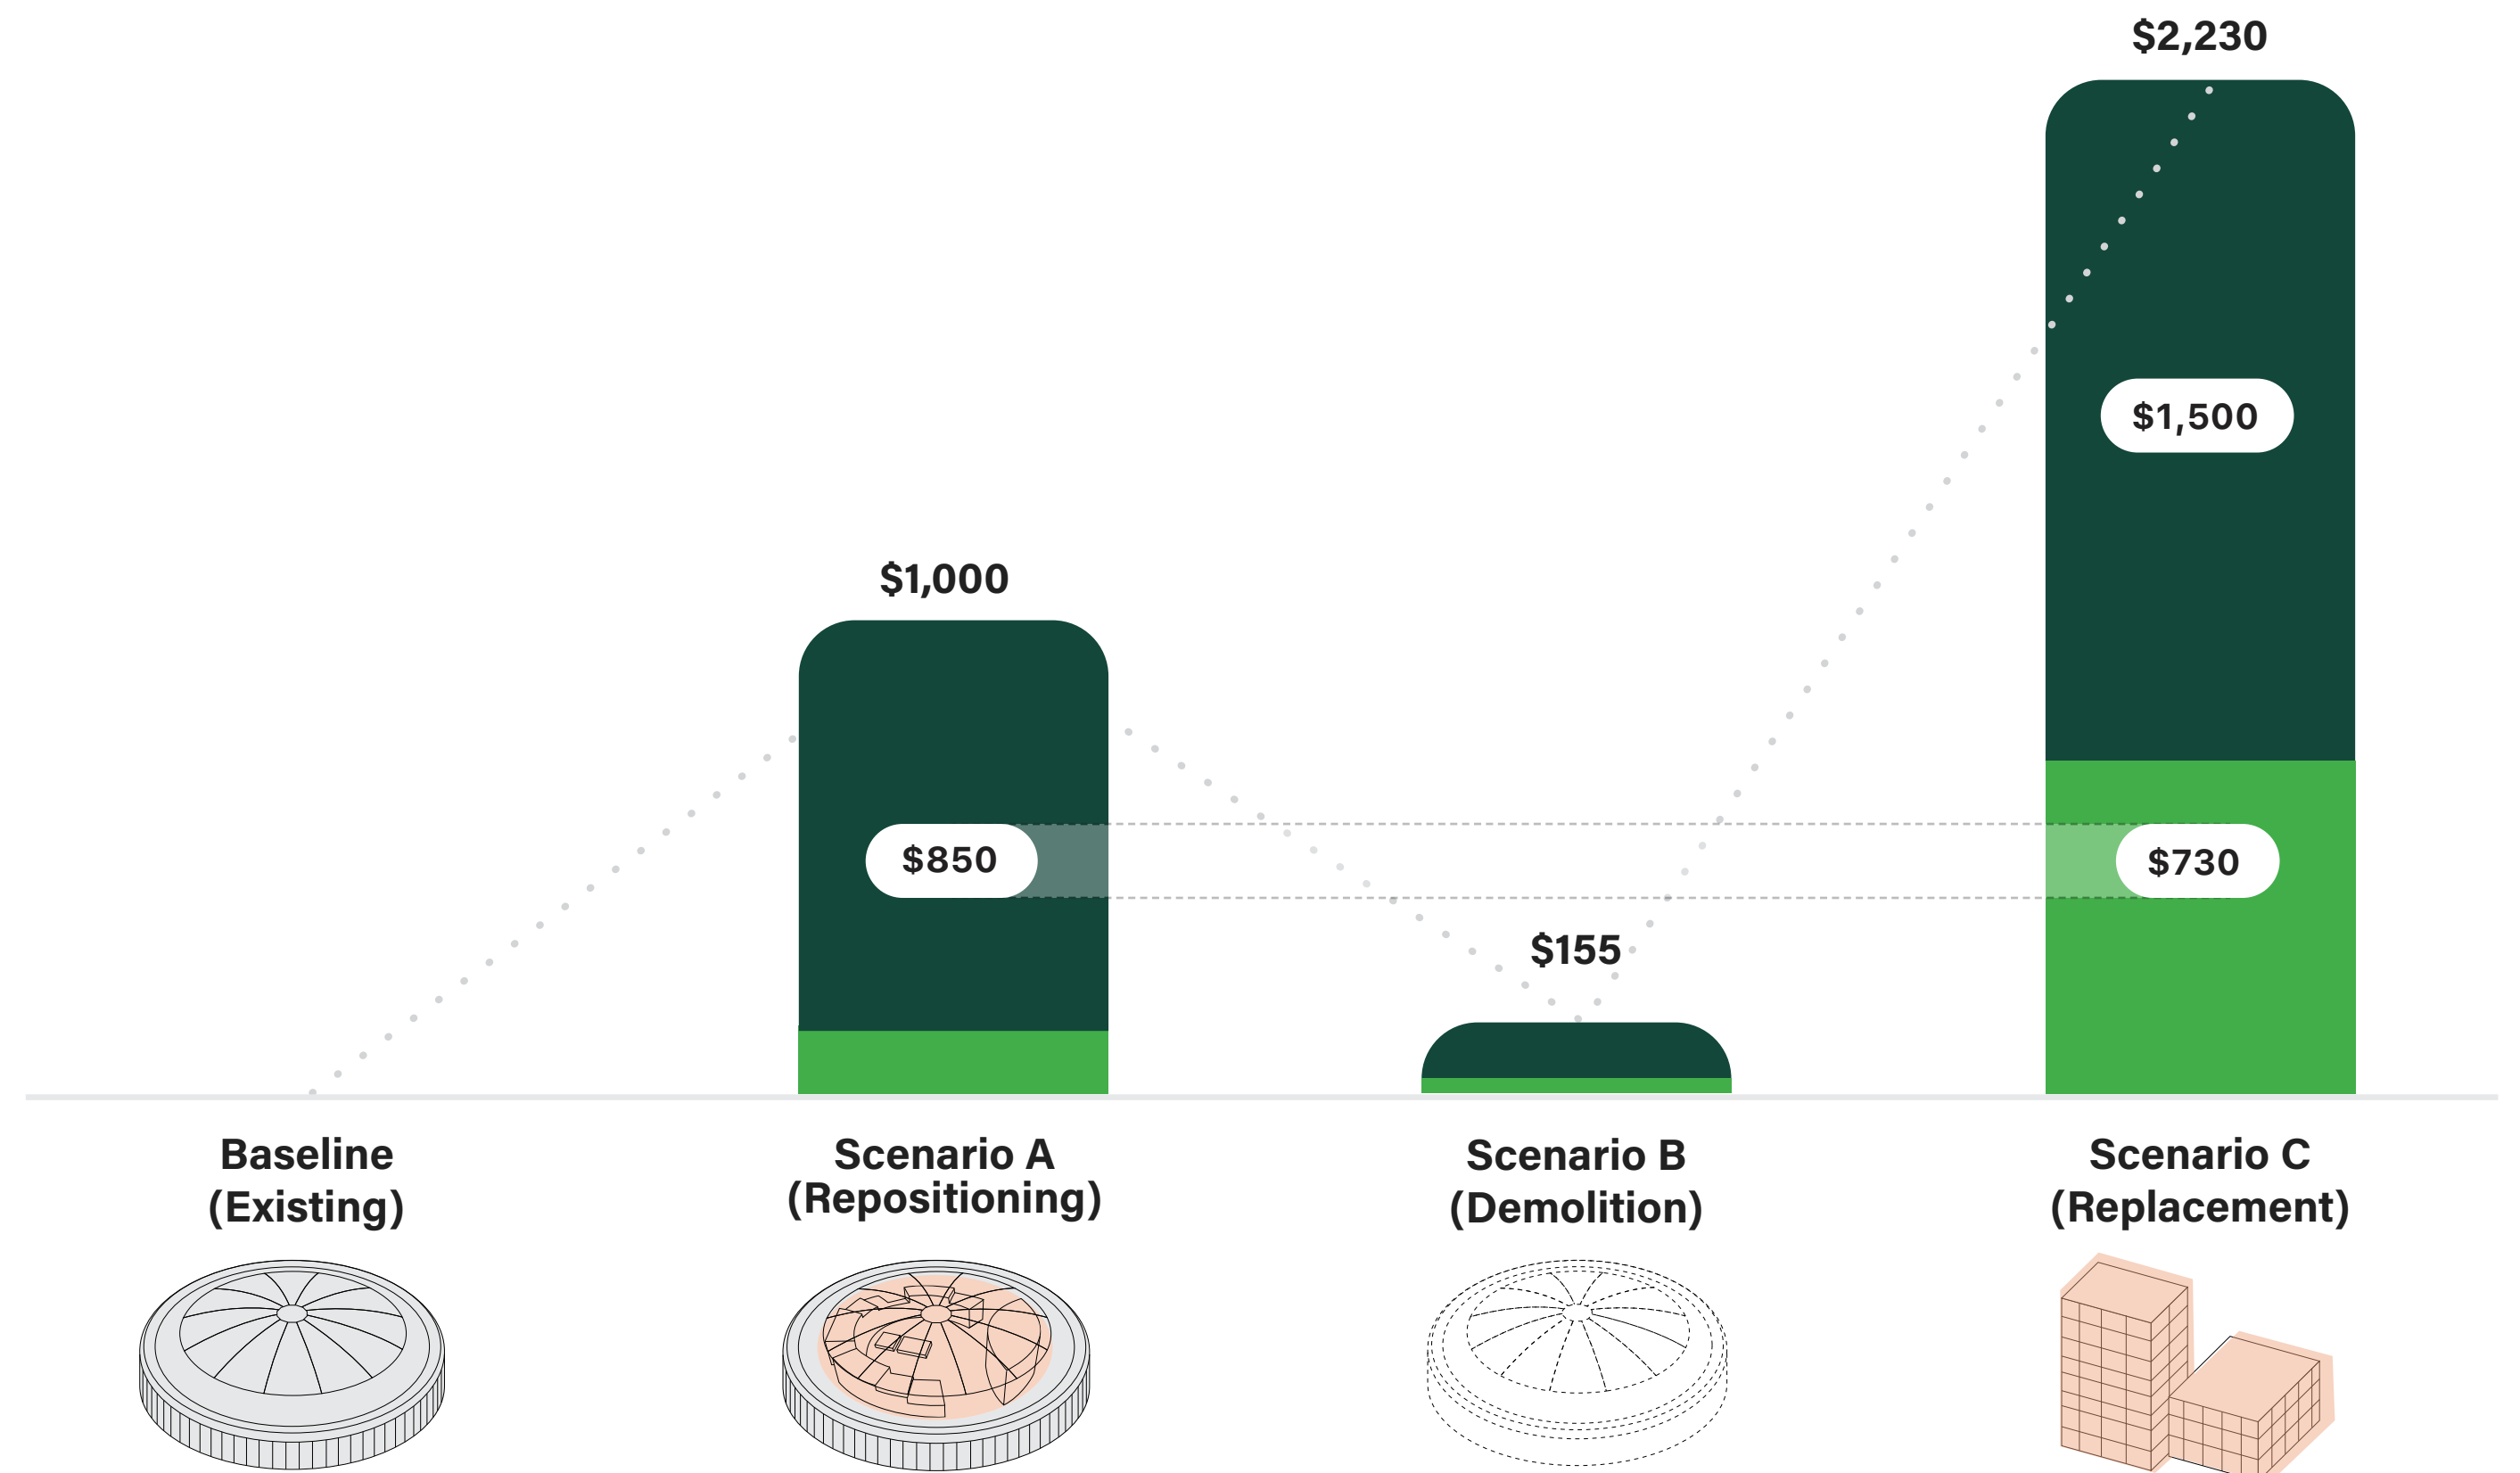 $2,230
$1,500
$1,000
$850
$730
$155
Baseline
(Existing)
Scenario A
(Repositioning)
Scenario B
(Demolition)
Scenario C
(Replacement)